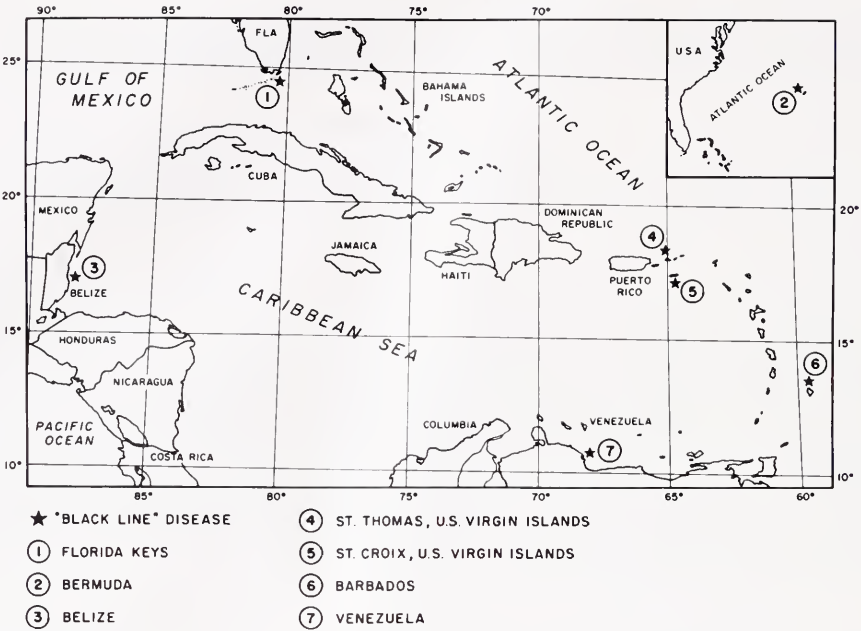 90° 85° 80° 75° 70° 65°
25°
GULF OF
MEXICO
FLA
1
BAHAMA
ISLANDS
ATLANTIC OCEAN
USA
ATLANTIC OCEAN
2
20°
CUBA
MEXICO
3
BELIZE
JAMAICA
HAITI
DOMINICAN
REPUBLIC
4
PUERTO
RICO
5
20°
CARIBBEAN SEA
15°
HONDURAS
NICARAGUA
15°
6
PACIFIC
OCEAN
COSTA RICA
COLUMBIA
VENEZUELA
7
10°
10°
85° 80° 75° 70° 65° 60°
★ "BLACK LINE" DISEASE
1 FLORIDA KEYS
2 BERMUDA
3 BELIZE
4 ST. THOMAS, U.S. VIRGIN ISLANDS
5 ST. CROIX, U.S. VIRGIN ISLANDS
6 BARBADOS
7 VENEZUELA